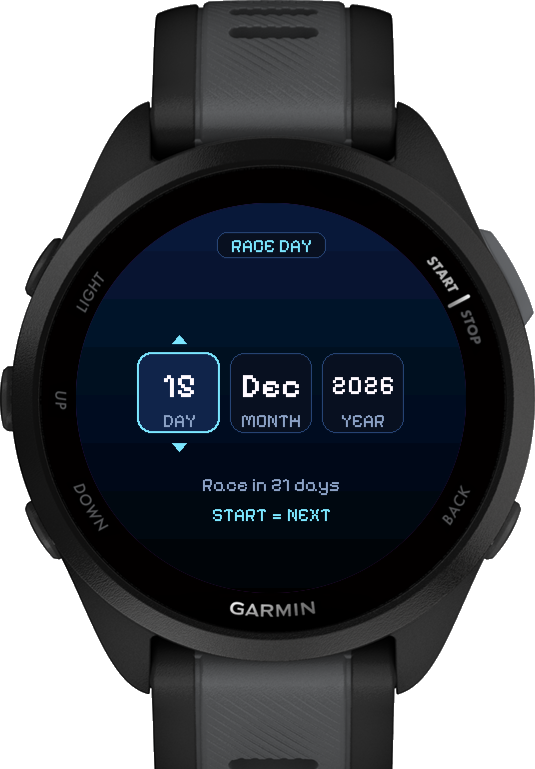 RACE DAY
LIGHT
START
STOP
UP
18 Dec 2026
DAY MONTH YEAR
Race in 21 days
START = NEXT
DOWN
BACK
GARMIN